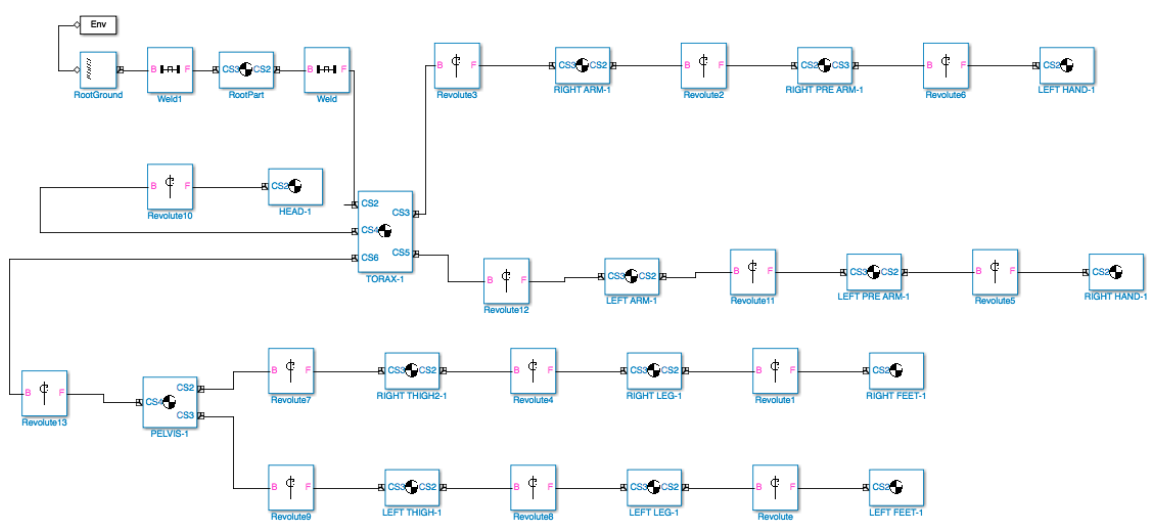 Env
B F
CS3 CS2
B F
RootGround
Weld1
RootPart
Weld
B F
CS3 CS2
B F
CS2 CS3
B F
CS2
Revolute3
RIGHT ARM-1
Revolute2
RIGHT PRE ARM-1
Revolute6
LEFT HAND-1
B F
CS2
Revolute10
HEAD-1
CS2
CS3
CS4
CS5
CS6
TORAX-1
B F
CS3 CS2
B F
CS3 CS2
B F
CS2
Revolute12
LEFT ARM-1
Revolute11
LEFT PRE ARM-1
Revolute5
RIGHT HAND-1
B F
CS3 CS2
B F
CS3 CS2
B F
CS2
Revolute7
RIGHT THIGH2-1
Revolute4
RIGHT LEG-1
Revolute1
RIGHT FEET-1
B F
Revolute13
CS2
CS4
CS3
PELVIS-1
B F
CS3 CS2
B F
CS3 CS2
B F
CS2
Revolute9
LEFT THIGH-1
Revolute8
LEFT LEG-1
Revolute
LEFT FEET-1